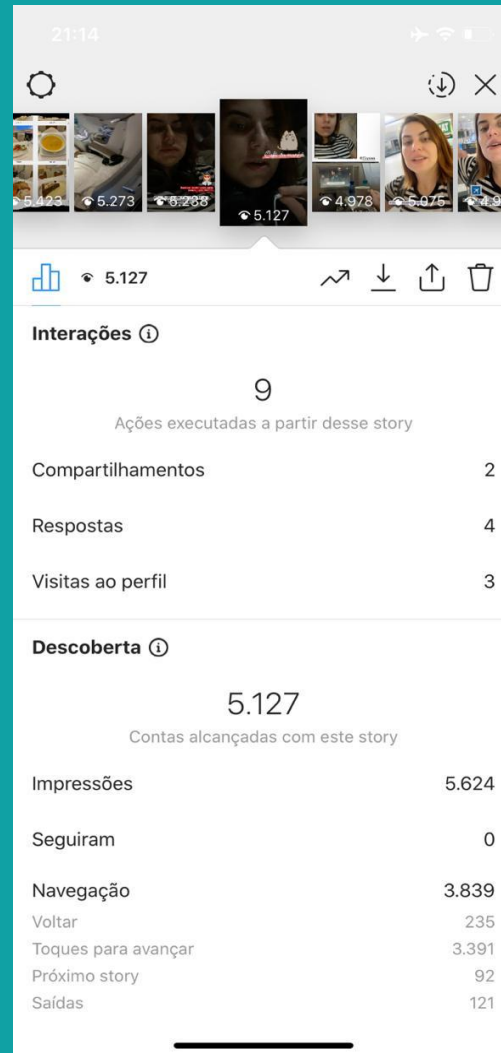 21:14
5.423
5.273
5.288
5.127
4.978
5.075
5.127
Interações
9
Ações executadas a partir desse story
Compartilhamentos 2
Respostas 4
Visitas ao perfil 3
Descoberta
5.127
Contas alcançadas com este story
Impressões 5.624
Seguiram 0
Navegação 3.839
Voltar 235
Toques para avançar 3.391
Próximo story 92
Saídas 121